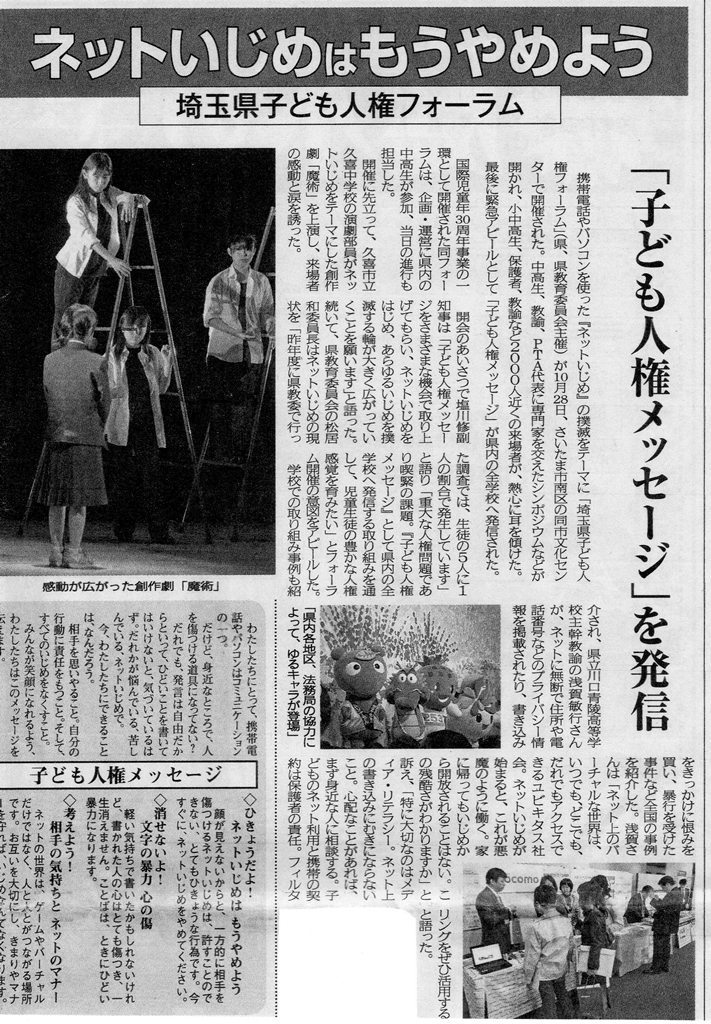 ネットいじめはもうやめよう
埼玉県子ども人権フォーラム
「子ども人権メッセージ」を発信
携帯電話やパソコンを使った『ネットいじめ』の撲滅をテーマに「埼玉県子ども人
権フォーラム」(県、県教育委員会主催)が10月28日、さいたま市南区の同市文化セン
ターで開催された。中高生、教諭、PTA代表に専門家を交えたシンポジウムなどが
開かれ、小中高生、保護者、教諭など2000人近くの来場者が、熱心に耳を傾けた。
最後に緊急アピールとして「子ども人権メッセージ」が県内の全学校へ発信された。
国際児童年30周年事業の一
環として開催された同フォー
ラムは、企画・運営に県内の
中高生が参加、当日の進行も
担当した。
開催に先立って、久喜市立
久喜中学校の演劇部員がネッ
トいじめをテーマにした創作
劇「魔術」を上演し、来場者
の感動と涙を誘った。
開会のあいさつで塩川修副
知事は「子ども人権メッセー
ジをさまざまな機会で取り上
げてもらい、ネットいじめを
はじめ、あらゆるいじめを撲
滅する輪が大きく広がってい
くことを願います」と語った。
続いて、県教育委員会の松居
和委員長はネットいじめの現
状を「昨年度に県教委で行っ
た調査では、生徒の5人に1
人の割合で発生しています」
と語り「重大な人権問題であ
り喫緊の課題。『子ども人権
メッセージ』として県内の全
学校へ発信する取り組みを通
して、児童生徒の豊かな人権
感覚を育みたい」とフォーラ
ム開催の意図をアピールした。
学校での取り組み事例も紹
介され、県立川口青陵高等学
校主幹教諭の浅賀敏行さん
が、ネットに無断で住所や電
話番号などのプライバシー情
報を掲載されたり、書き込み
をきっかけに恨みを
買い、暴行を受けた
事件など全国の事例
を紹介した。浅賀さ
んは「ネット上のバ
ーチャルな世界は、
いつでも、どこでも、
だれでもアクセスで
きるユビキタス社
会。ネットいじめが
始まると、これが悪
魔のように働く。家
に帰ってもいじめか
ら開放されることはない。こ
の残酷さがわかりますか」と
訴え、「特に大切なのはメデ
ィア・リテラシー。ネット上
の書き込みをむきにならない
こと。心配なことがあれば、
まず身近な人に相談する。子
どものネット利用と携帯の契
約は保護者の責任。フィルタ
リングをぜひ活用する
と語った。
感動が広がった創作劇「魔術」
「県内各地区、法務局の協力に
よって、ゆるキャラが登場」
docomo
子ども人権メッセージ
わたしたちにとって、携帯電
話やパソコンはコミュニケーション
の一つ。
だけど、身近なところで、人
を傷つける道具になってない?
だれでも、発言は自由だか
らといって、ひどいことを書いて
はいけないと、気づいているは
ず。だれかが悩んでいる、苦し
んでいる、ネットいじめで。
今、わたしたちにできること
は、なんだろう。
相手を思いやること。自分の
行動に責任をもつこと。そして、
すべてのいじめをなくすこと。
みんなが笑顔になれるよう、
わたしたちはこのメッセージを
伝えます。
◇ひきょうだよ!
ネットいじめは もうやめよう
顔が見えないからと、一方的に相手を
傷つけるネットいじめは、許すことので
きない、とてもひきょうな行為です。今
すぐに、ネットいじめをやめてください。
◇消せないよ!
文字の暴力 心の傷
軽い気持ちで書いたかもしれないけれ
ど、書かれた人の心はとても傷つき、一
生消えません。ことばは、ときにひどい
暴力になります。
◇考えよう!
相手の気持ちと ネットのマナー
ネットの世界は、ゲームやバーチャル
だけではなく、人と人とがつながる場所
です。お互いを大切にし、きまりやマナ